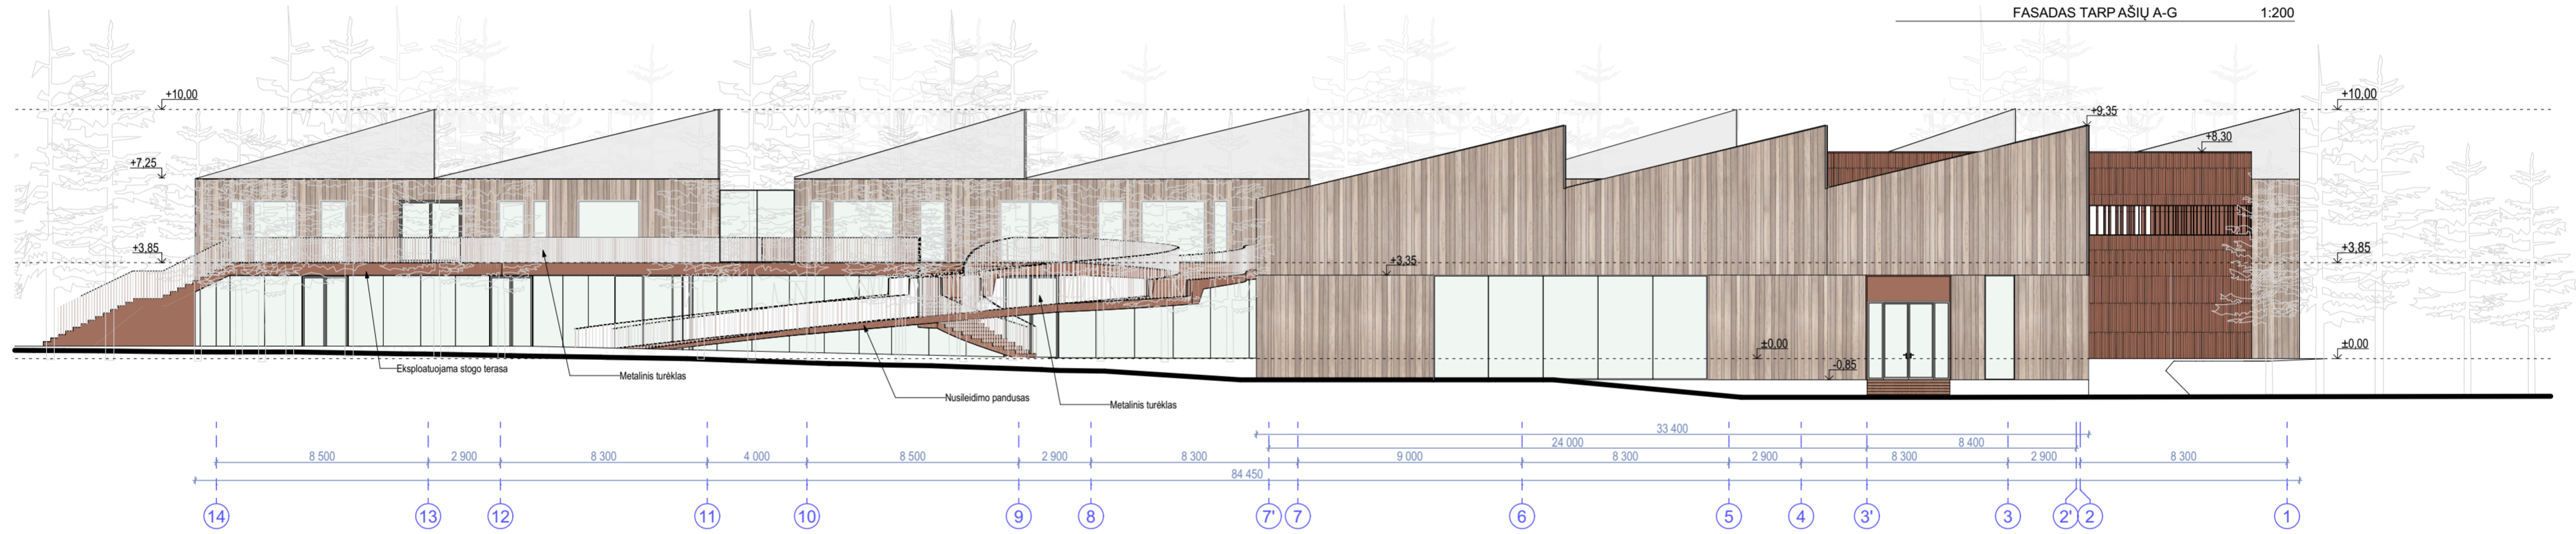 FASADAS TARP AŠIŲ A-G 1:200
+10,00 +10,00
+9,35
+8,30
+7,25
+3,85 +3,85
+3,35
±0,00 ±0,00
-0,85
Eksploatuojama stogo terasa
Metalinis turėklas
Nusileidimo pandusas
Metalinis turėklas
33 400
24 000 8 400
8 500 2 900 8 300 4 000 8 500 2 900 8 300 9 000 8 300 2 900 8 300 2 900 8 300
84 450
14 13 12 11 10 9 8 7' 7 6 5 4 3' 3 2' 2 1